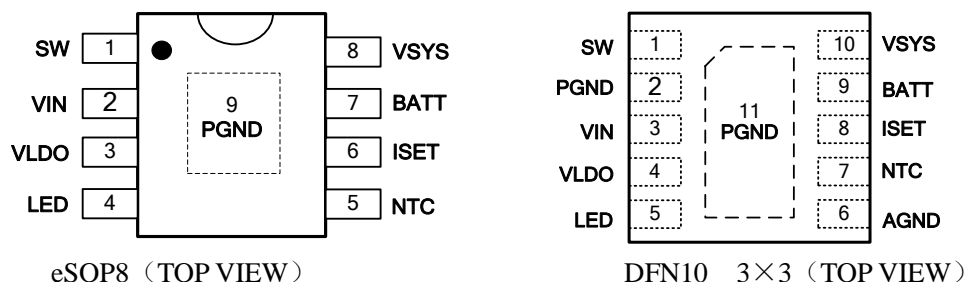 SW 1 8 VSYS
VIN 2 9 7 BATT
PGND
VLDO 3 6 ISET
LED 4 5 NTC
eSOP8（TOP VIEW）
SW 1 10 VSYS
PGND 2 9 BATT
11
PGND
VIN 3 8 ISET
VLDO 4 7 NTC
LED 5 6 AGND
DFN10 3×3（TOP VIEW）